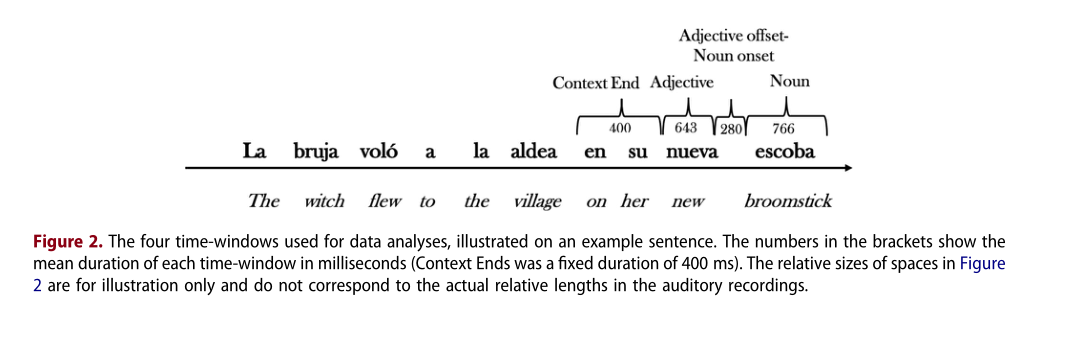 Adjective offset-
Noun onset
Context End Adjective Noun
400 643 280 766
La bruja voló a la aldea en su nueva escoba
The witch flew to the village on her new broomstick
Figure 2. The four time-windows used for data analyses, illustrated on an example sentence. The numbers in the brackets show the
mean duration of each time-window in milliseconds (Context Ends was a fixed duration of 400 ms). The relative sizes of spaces in Figure
2 are for illustration only and do not correspond to the actual relative lengths in the auditory recordings.